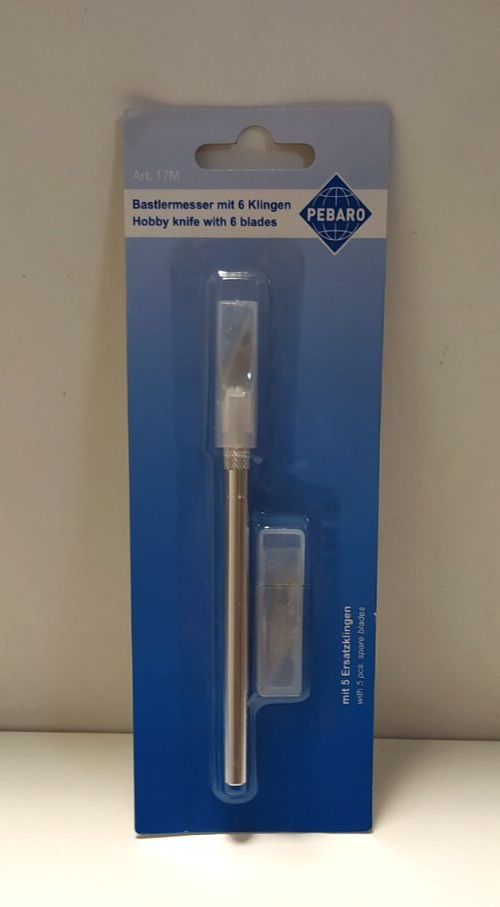 Art. 17M
Bastlermesser mit 6 Klingen
Hobby knife with 6 blades
PEBARO
mit 5 Ersatzklingen
with 5 pcs. spare blades